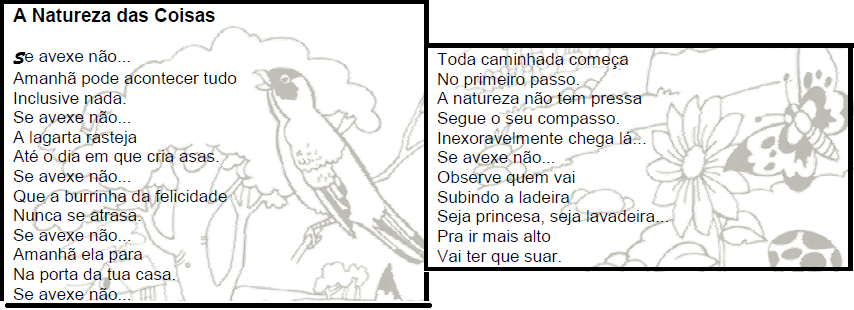 A Natureza das Coisas
Se avexe não...
Amanhã pode acontecer tudo
Inclusive nada.
Se avexe não...
A lagarta rasteja
Até o dia em que cria asas.
Se avexe não...
Que a burrinha da felicidade
Nunca se atrasa.
Se avexe não...
Amanhã ela para
Na porta da tua casa.
Se avexe não...
Toda caminhada começa
No primeiro passo.
A natureza não tem pressa
Segue o seu compasso.
Inexoravelmente chega lá...
Se avexe não...
Observe quem vai
Subindo a ladeira
Seja princesa, seja lavadeira...
Pra ir mais alto
Vai ter que suar.